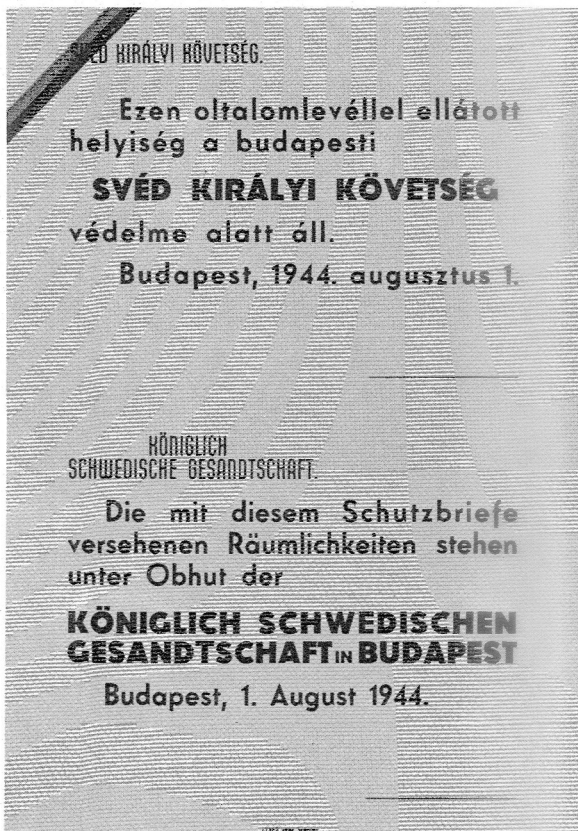 SVÉD KIRÁLYI KÖVETSÉG.
Ezen oltalomlevéllel ellátott
helyiség a budapesti
SVÉD KIRÁLYI KÖVETSÉG
védelme alatt áll.
Budapest, 1944. augusztus 1.
KÖNIGLICH
SCHWEDISCHE GESANDTSCHAFT.
Die mit diesem Schutzbriefe
versehenen Räumlichkeiten stehen
unter Obhut der
KÖNIGLICH SCHWEDISCHEN
GESANDTSCHAFT IN BUDAPEST
Budapest, 1. August 1944.